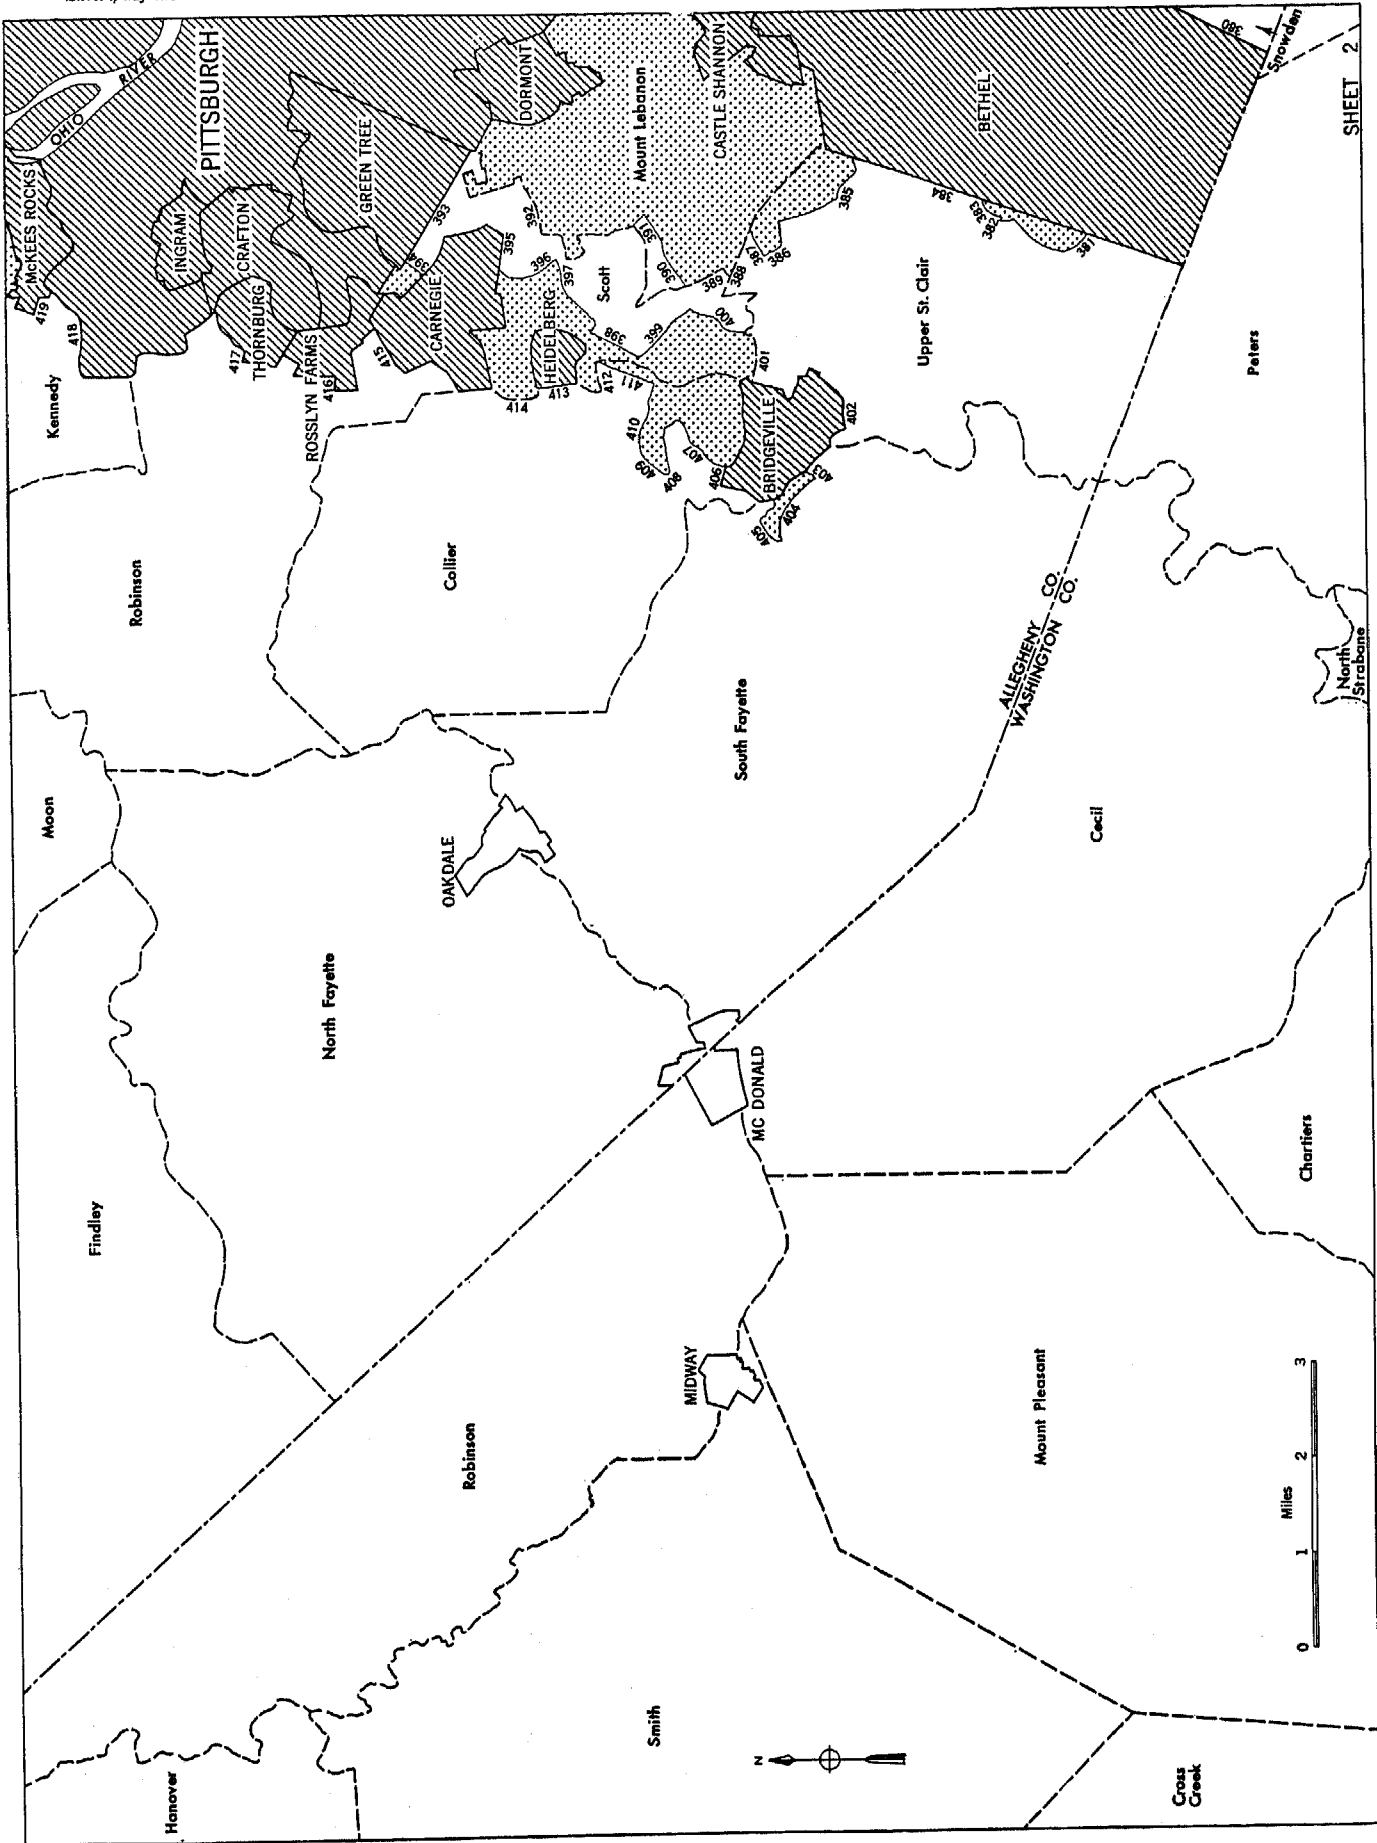 Hanover
Findley
Moon
Robinson
Kennedy
419
McKEES ROCKS
418
OHIO
RIVER
PITTSBURGH
INGRAM
CRAFTON
THORNBURG
417
ROSSLYN FARMS
416
GREEN TREE
415
393
394
CARNEGIE
395
392
DORMONT
396
397
HEIDELBERG
414
413
412
411
398
399
Scott
Mount Lebanon
391
390
389
388
387
386
385
CASTLE SHANNON
400
401
410
409
408
407
406
BRIDGEVILLE
405
404
403
402
Upper St. Clair
384
383
382
381
BETHEL
380
Snowden
North Fayette
OAKDALE
Collier
Robinson
South Fayette
MC DONALD
MIDWAY
Smith
ALLEGHENY CO.
WASHINGTON CO.
Cecil
Peters
North
Strabane
Mount Pleasant
Chartiers
Cross
Creek
N
Miles
0 1 2 3
SHEET 2